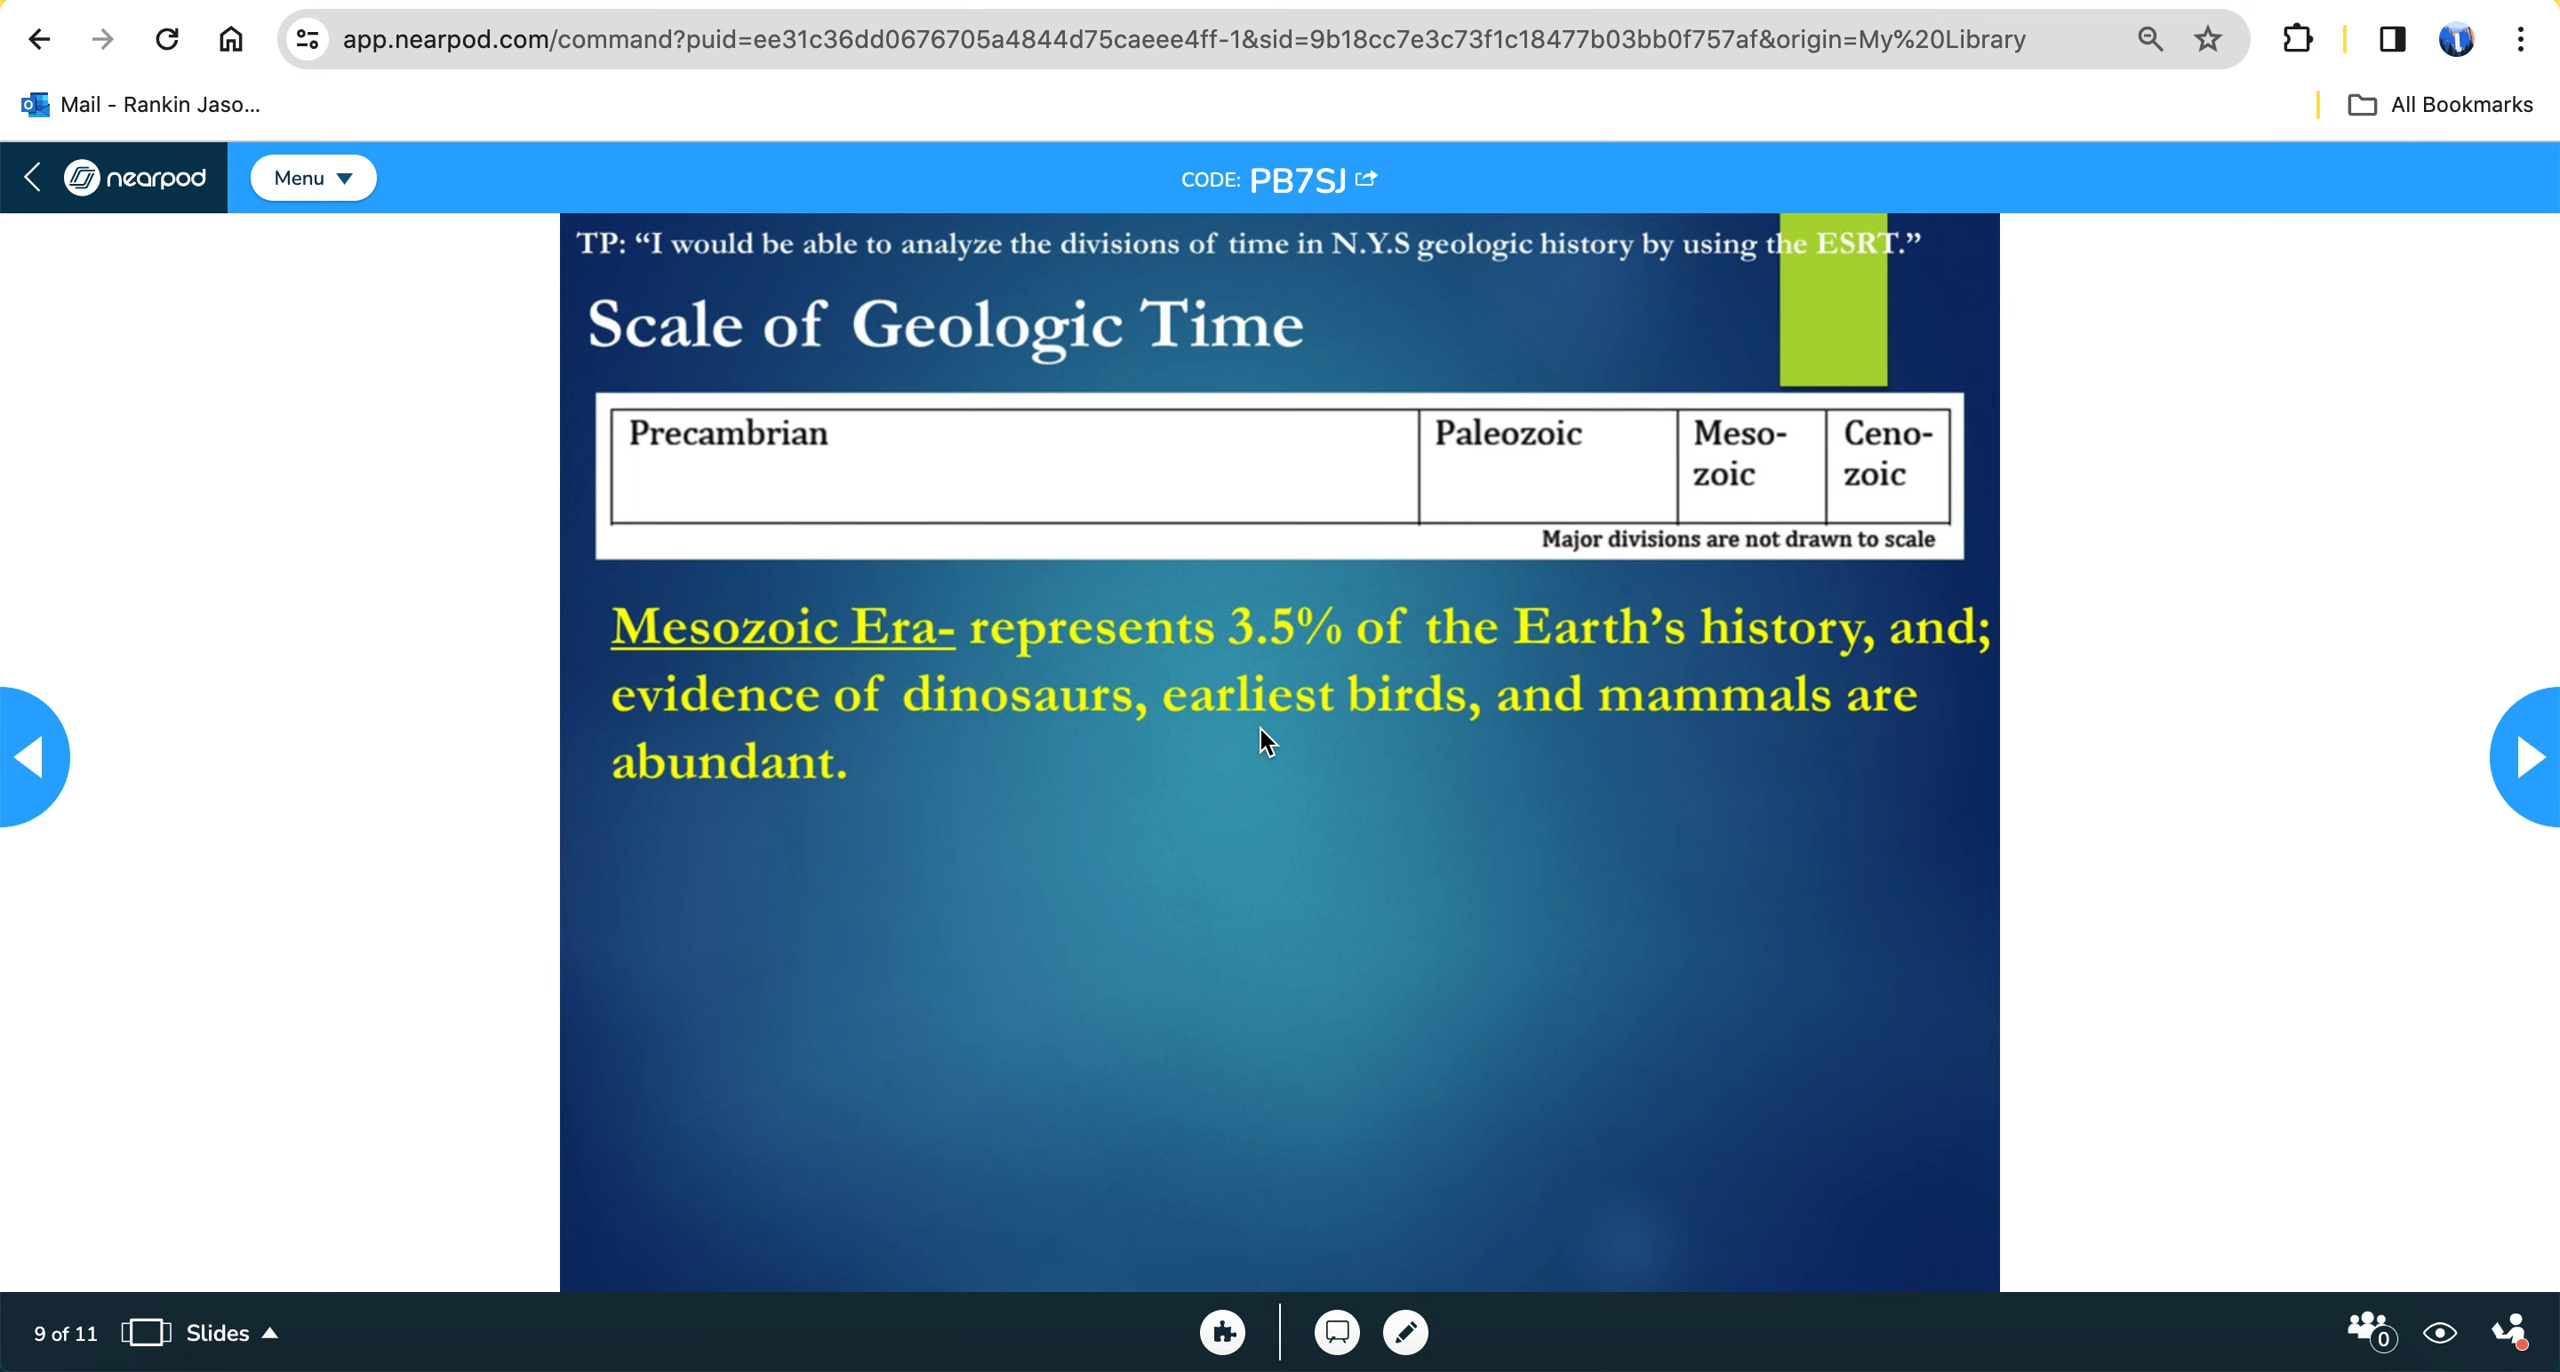 app.nearpod.com/command?puid=ee31c36dd0676705a4844d75caeee4ff-1&sid=9b18cc7e3c73f1c18477b03bb0f757af&origin=My%20Library
Mail - Rankin Jaso...
All Bookmarks
nearpod
Menu
CODE: PB7SJ
TP: “I would be able to analyze the divisions of time in N.Y.S geologic history by using the ESRT.”
Scale of Geologic Time
Precambrian
Paleozoic
Meso-
zoic
Ceno-
zoic
Major divisions are not drawn to scale
Mesozoic Era- represents 3.5% of the Earth’s history, and;
evidence of dinosaurs, earliest birds, and mammals are
abundant.
9 of 11
Slides
0